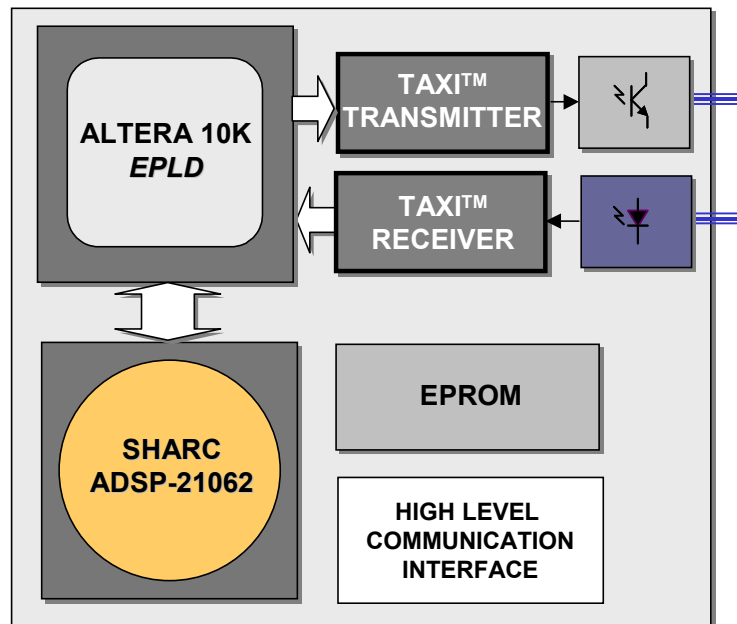 ALTERA 10K
EPLD
TAXI™
TRANSMITTER
TAXI™
RECEIVER
SHARC
ADSP-21062
EPROM
HIGH LEVEL
COMMUNICATION
INTERFACE